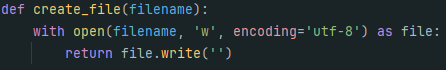 def create_file(filename):
    with open(filename, 'w', encoding='utf-8') as file:
        return file.write('')